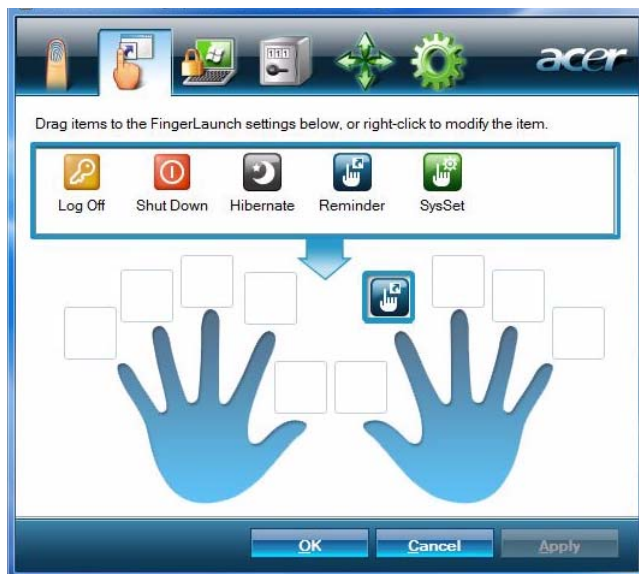 acer
Drag items to the FingerLaunch settings below, or right-click to modify the item.
Log Off Shut Down Hibernate Reminder SysSet
OK Cancel Apply